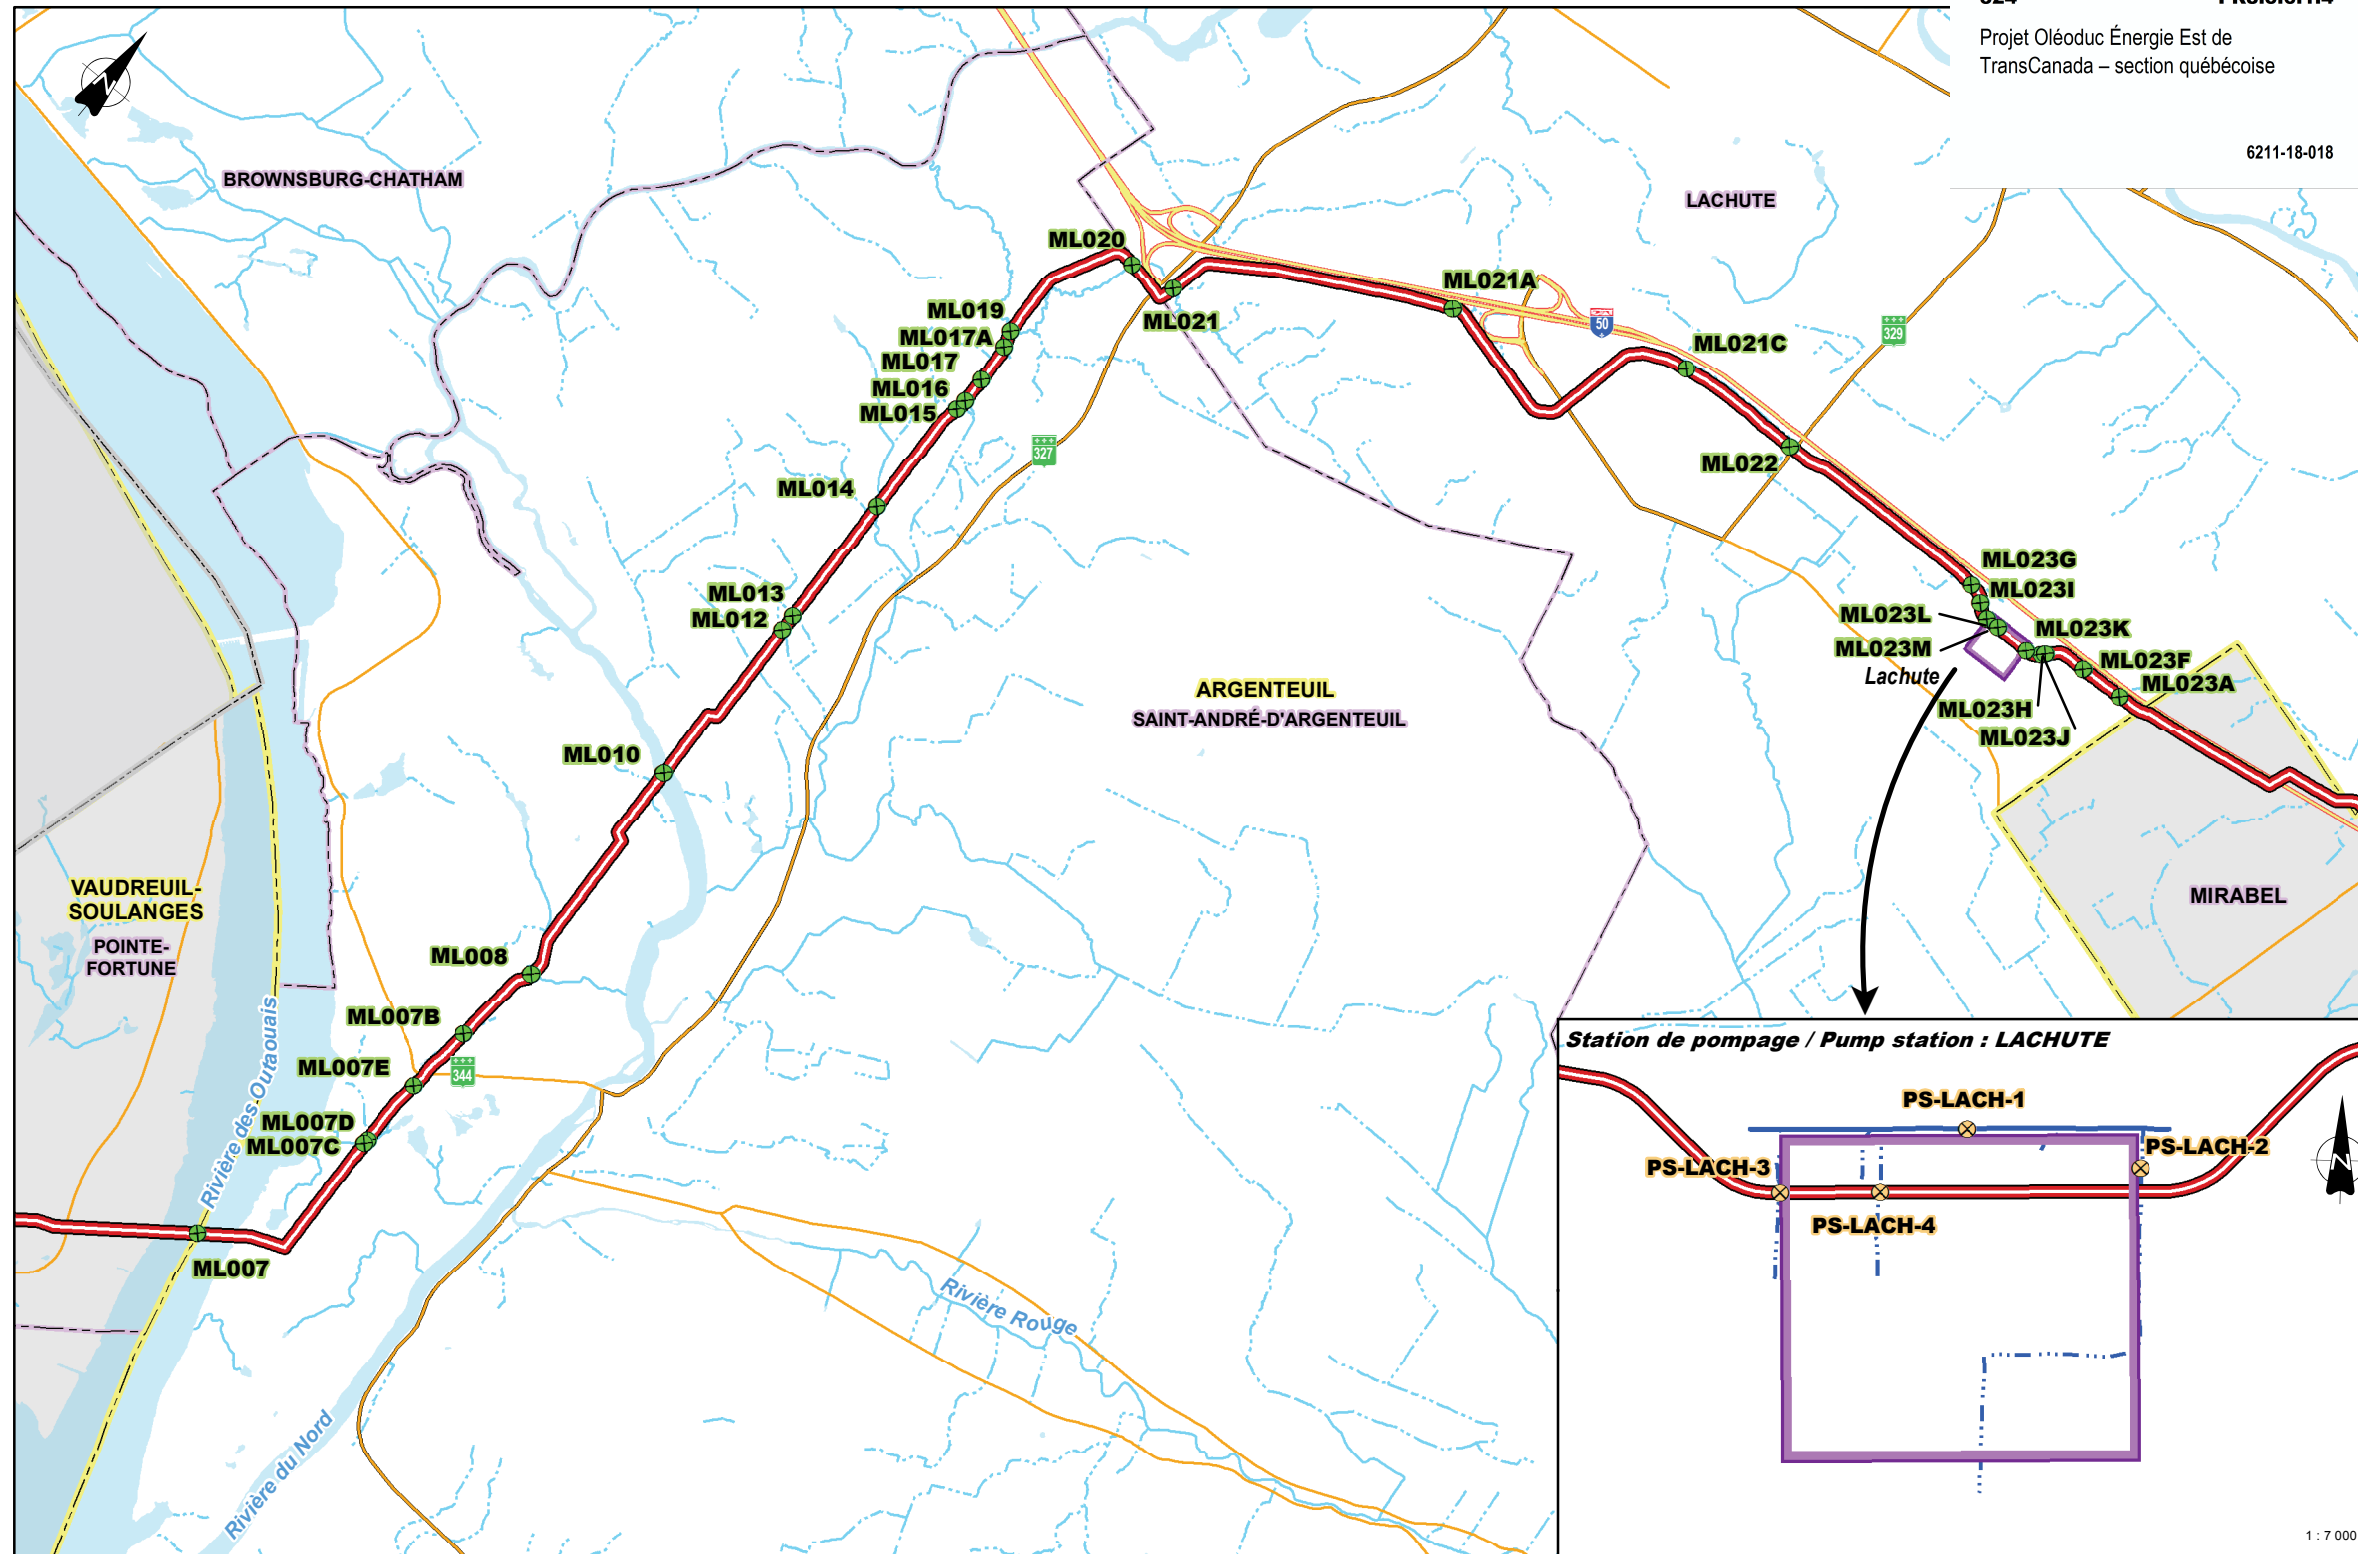 Projet Oléoduc Énergie Est de
TransCanada – section québécoise
6211-18-018
N
BROWNSBURG-CHATHAM
LACHUTE
ML020
ML021A
ML019
ML017A
ML017
ML016
ML015
ML021
50
329
ML021C
327
ML022
ML014
ML013
ML012
ML023G
ML023I
ML023L
ML023K
ML023M
Lachute
ML023F
ML023A
ML023H
ML023J
ARGENTEUIL
SAINT-ANDRÉ-D'ARGENTEUIL
ML010
VAUDREUIL-
SOULANGES
POINTE-
FORTUNE
MIRABEL
ML008
ML007B
ML007E
344
ML007D
ML007C
ML007
Rivière des Outaouais
Rivière du Nord
Rivière Rouge
Station de pompage / Pump station : LACHUTE
PS-LACH-1
PS-LACH-2
PS-LACH-3
PS-LACH-4
N
1 : 7 000